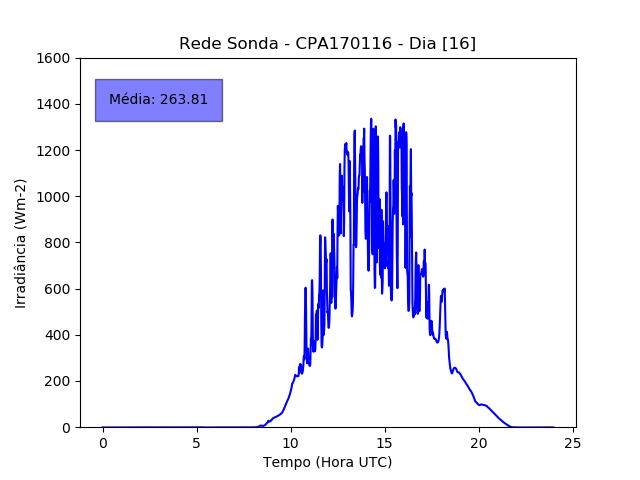 Rede Sonda - CPA170116 - Dia [16]
Média: 263.81
1600
1400
1200
1000
800
600
400
200
0
Irradiância (Wm-2)
0 5 10 15 20 25
Tempo (Hora UTC)